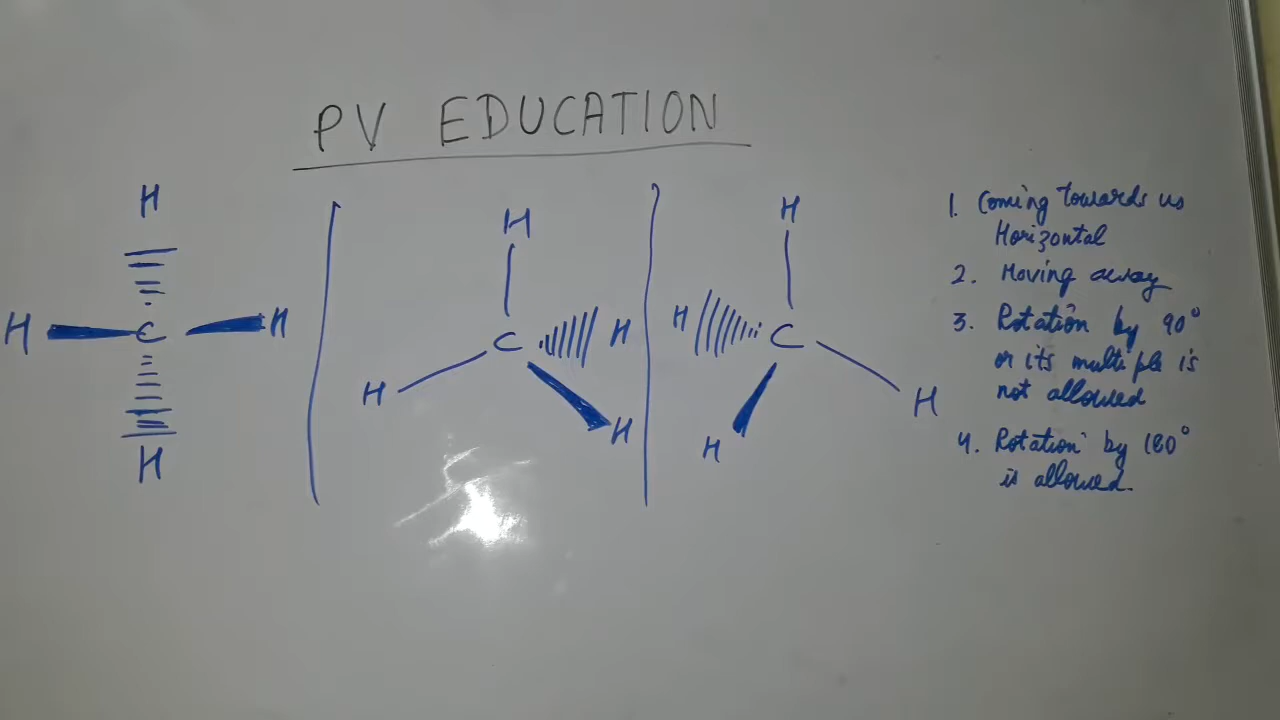 PV EDUCATION
H
H C H
H
H
C H
H H
H
H C
H H
1. Coming towards us
Horizontal
2. Moving away
3. Rotation by 90°
or its multiple is
not allowed
4. Rotation by 180°
is allowed.